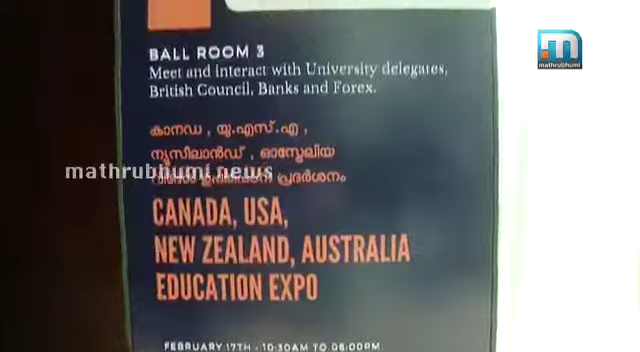 mathrubhumi
BALL ROOM 3
Meet and interact with University delegates,
British Council, Banks and Forex.
കാനഡ , യു.എസ്.എ ,
ന്യൂസിലാൻഡ് , ഓസ്ട്രേലിയ
പ്രദർശനം
mathrubhumi news
CANADA, USA,
NEW ZEALAND, AUSTRALIA
EDUCATION EXPO
FEBRUARY 17TH - 10:30AM TO 06:00PM